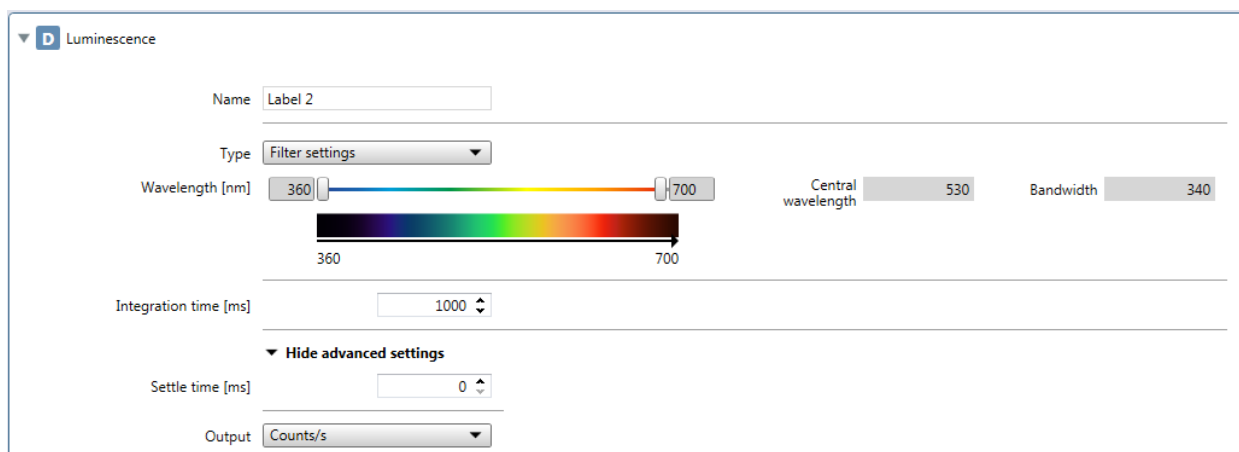 D Luminescence
Name Label 2
Type Filter settings
Wavelength [nm] 360 700 Central wavelength 530 Bandwidth 340
360 700
Integration time [ms] 1000
Hide advanced settings
Settle time [ms] 0
Output Counts/s